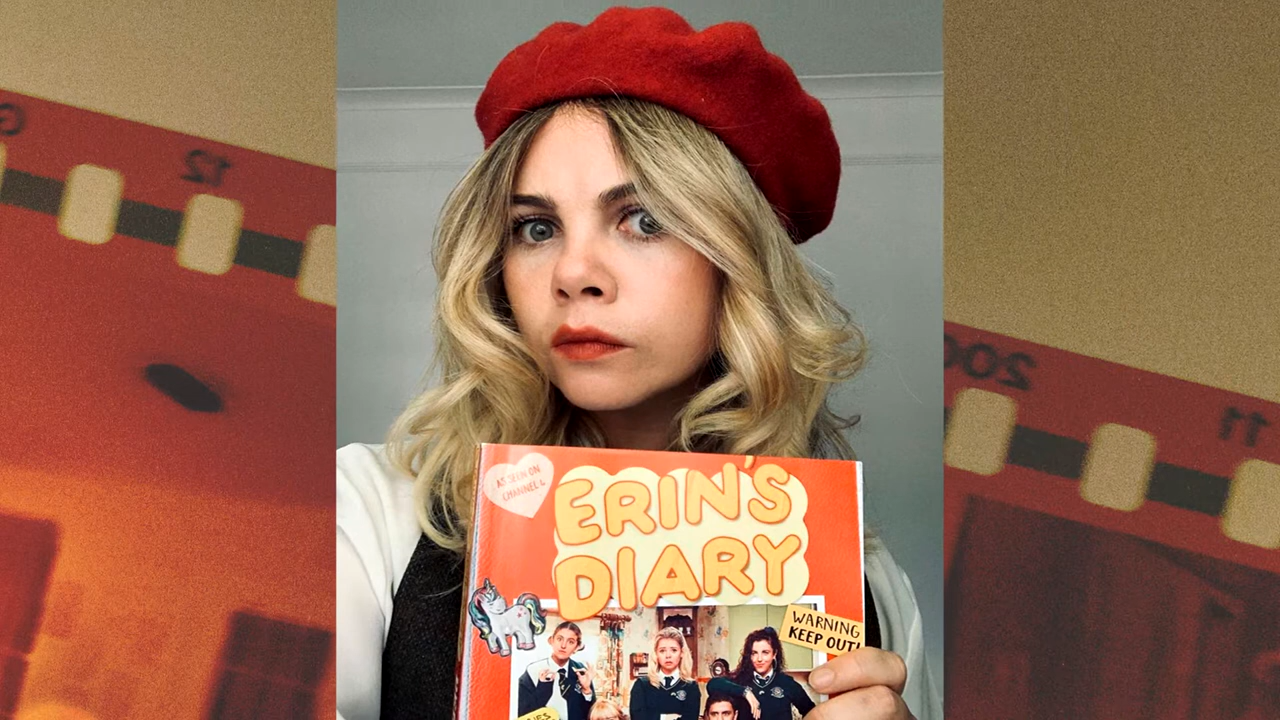 12
AS SEEN ON
CHANNEL 4
ERIN'S
DIARY
WARNING
KEEP OUT!
200
11